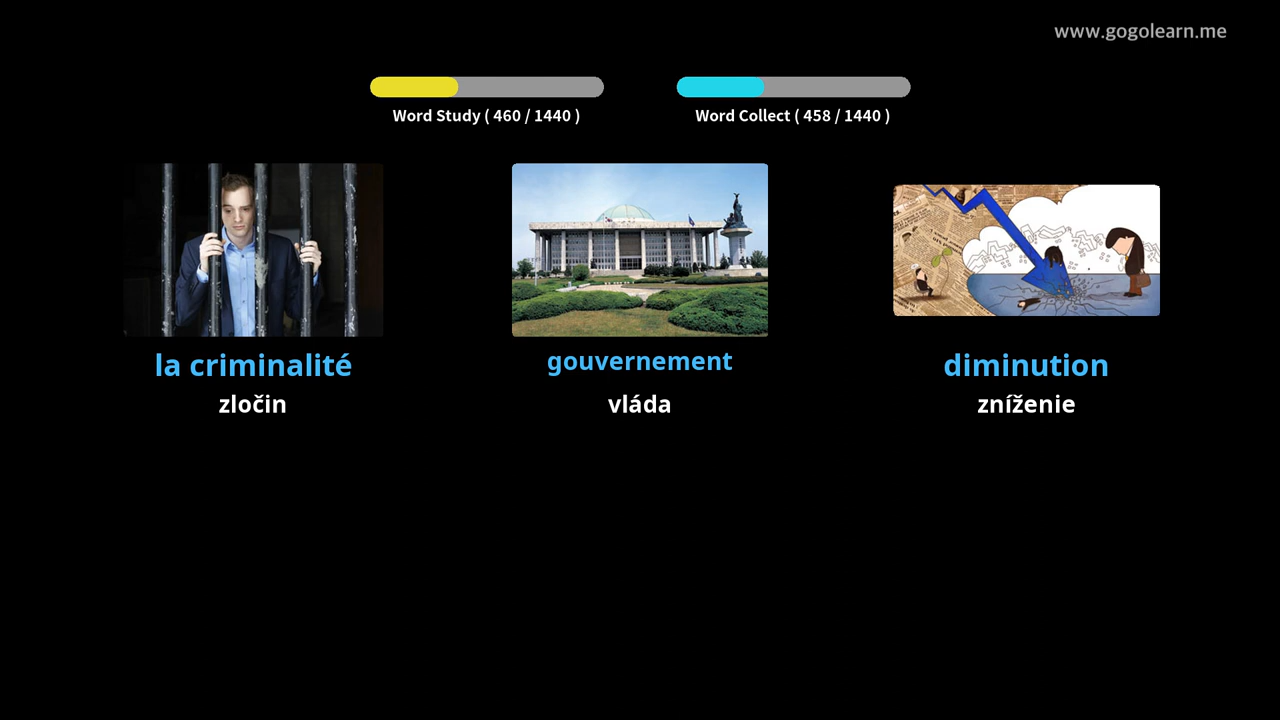 www.gogolearn.me
Word Study ( 460 / 1440 )
Word Collect ( 458 / 1440 )
la criminalité
gouvernement
diminution
zločin
vláda
zníženie